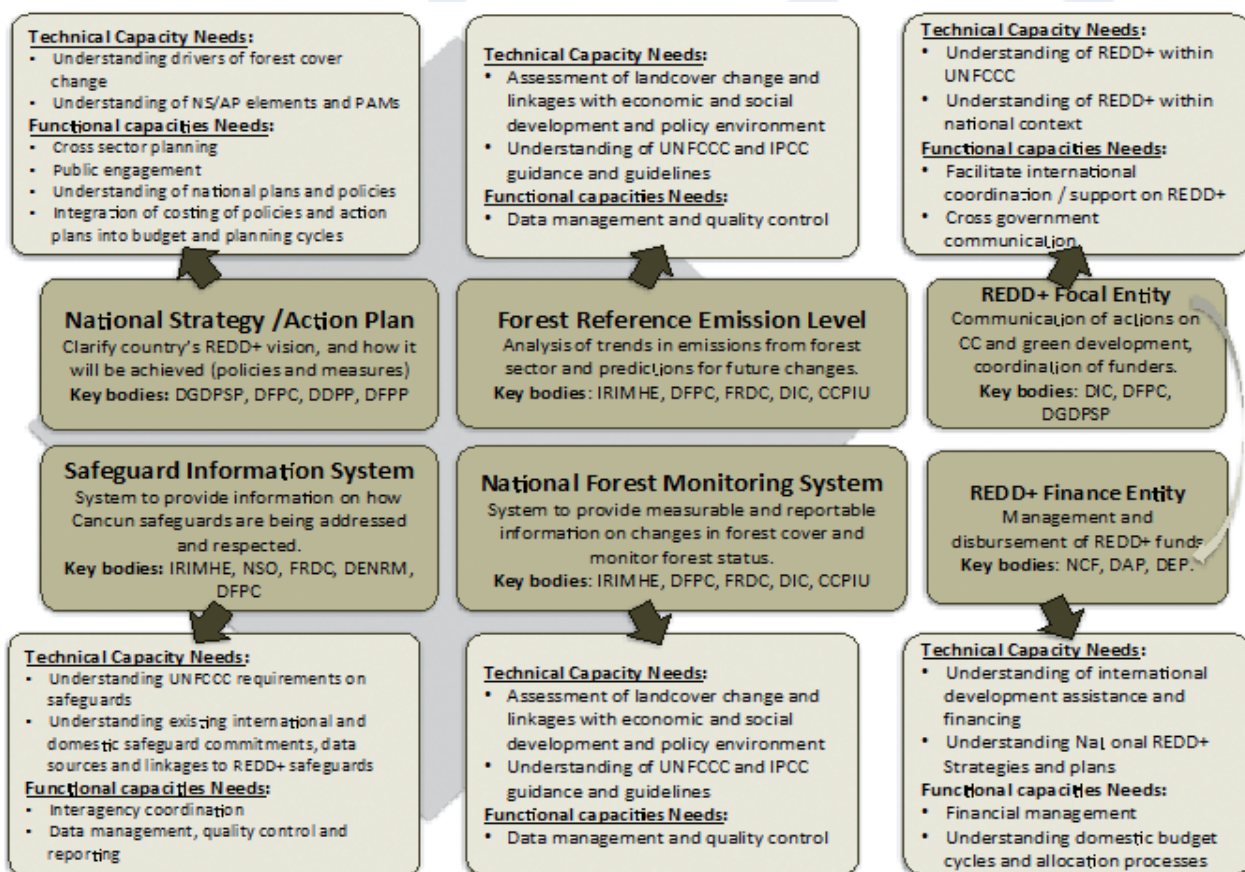 Technical Capacity Needs:
• Understanding drivers of forest cover
change
• Understanding of NS/AP elements and PAMs
Functional capacities Needs:
• Cross sector planning
• Public engagement
• Understanding of national plans and policies
• Integration of costing of policies and action
plans into budget and planning cycles
Technical Capacity Needs:
• Assessment of landcover change and
linkages with economic and social
development and policy environment
• Understanding of UNFCCC and IPCC
guidance and guidelines
Functional capacities Needs:
• Data management and quality control
Technical Capacity Needs:
• Understanding of REDD+ within
UNFCCC
• Understanding of REDD+ within
national context
Functional capacities Needs:
• Facilitate international
coordination / support on REDD+
• Cross government
communication
National Strategy /Action Plan
Clarify country's REDD+ vision, and how it
will be achieved (policies and measures)
Key bodies: DGDPSP, DFPC, DDPP, DFPP
Forest Reference Emission Level
Analysis of trends in emissions from forest
sector and predictions for future changes.
Key bodies: IRIMHE, DFPC, FRDC, DIC, CCPIU
REDD+ Focal Entity
Communication of actions on
CC and green development,
coordination of funders.
Key bodies: DIC, DFPC,
DGDPSP
Safeguard Information System
System to provide information on how
Cancun safeguards are being addressed
and respected.
Key bodies: IRIMHE, NSO, FRDC, DENRM,
DFPC
National Forest Monitoring System
System to provide measurable and reportable
information on changes in forest cover and
monitor forest status.
Key bodies: IRIMHE, DFPC, FRDC, DIC, CCPIU
REDD+ Finance Entity
Management and
disbursement of REDD+ funds
Key bodies: NCF, DAP, DEP.
Technical Capacity Needs:
• Understanding UNFCCC requirements on
safeguards
• Understanding existing international and
domestic safeguard commitments, data
sources and linkages to REDD+ safeguards
Functional capacities Needs:
• Interagency coordination
• Data management, quality control and
reporting
Technical Capacity Needs:
• Assessment of landcover change and
linkages with economic and social
development and policy environment
• Understanding of UNFCCC and IPCC
guidance and guidelines
Functional capacities Needs:
• Data management and quality control
Technical Capacity Needs:
• Understanding of international
development assistance and
financing
• Understanding National REDD+
Strategies and plans
Functional capacities Needs:
• Financial management
• Understanding domestic budget
cycles and allocation processes